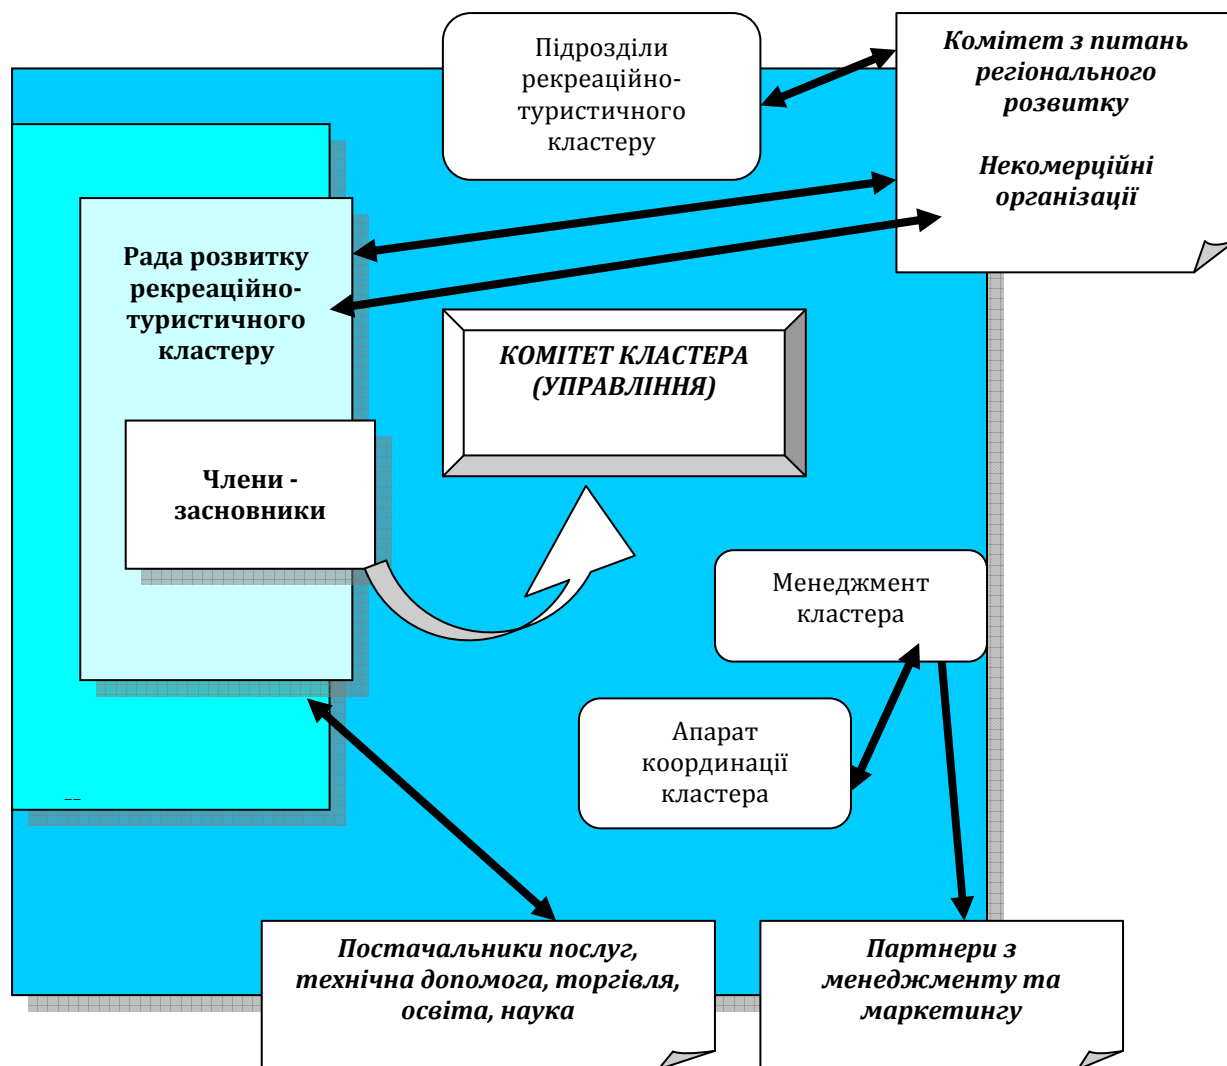 Підрозділи
рекреаційно-
туристичного
кластеру
Комітет з питань
регіонального
розвитку
Некомерційні
організації
Рада розвитку
рекреаційно-
туристичного
кластеру
КОМІТЕТ КЛАСТЕРА
(УПРАВЛІННЯ)
Члени -
засновники
Менеджмент
кластера
Апарат
координації
кластера
Постачальники послуг,
технічна допомога, торгівля,
освіта, наука
Партнери з
менеджменту та
маркетингу